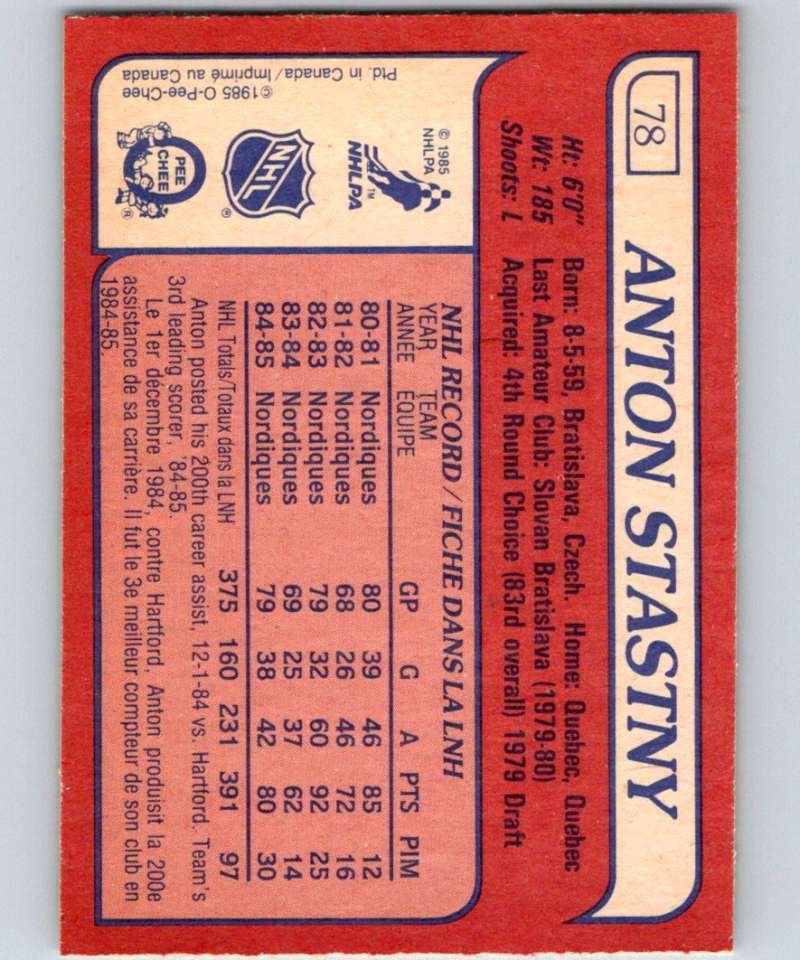 78 ANTON STASTNY
Ht: 6'0" Born: 8-5-59, Bratislava, Czech. Home: Quebec, Quebec
Wt: 185 Last Amateur Club: Slovan Bratislava (1979-80)
Shoots: L Acquired: 4th Round Choice (83rd overall) 1979 Draft
© 1985
NHLPA
NHLPA™
NHL
®
O
PEE
CHEE
®
©1985 O-Pee-Chee
Ptd. in Canada/Imprimé au Canada
NHL RECORD/FICHE DANS LA LNH
YEAR TEAM
ANNÉE ÉQUIPE GP G A PTS PIM
80-81 Nordiques 80 39 46 85 12
81-82 Nordiques 68 26 46 72 16
82-83 Nordiques 79 32 60 92 25
83-84 Nordiques 69 25 37 62 14
84-85 Nordiques 79 38 42 80 30
NHL Totals/Totaux dans la LNH 375 160 231 391 97
Anton posted his 200th career assist, 12-1-84 vs. Hartford. Team's
3rd leading scorer, '84-85.
Le 1er décembre 1984, contre Hartford, Anton produisit la 200e
assistance de sa carrière. Il fut le 3e meilleur compteur de son club en
1984-85.